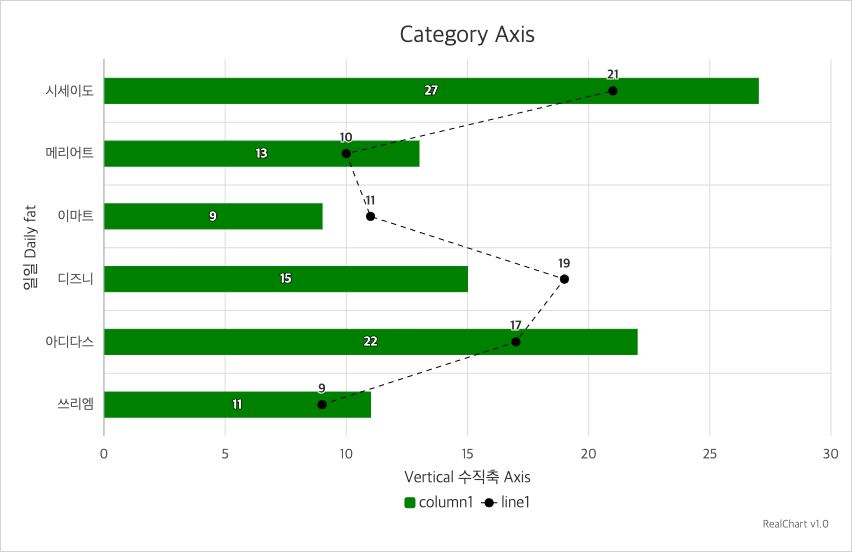 Category Axis
일일 Daily fat
시세이도
27
21
메리어트
13
10
이마트
9
11
디즈니
15
19
아디다스
22
17
쓰리엠
11
9
0 5 10 15 20 25 30
Vertical 수직축 Axis
column1 line1
RealChart v1.0